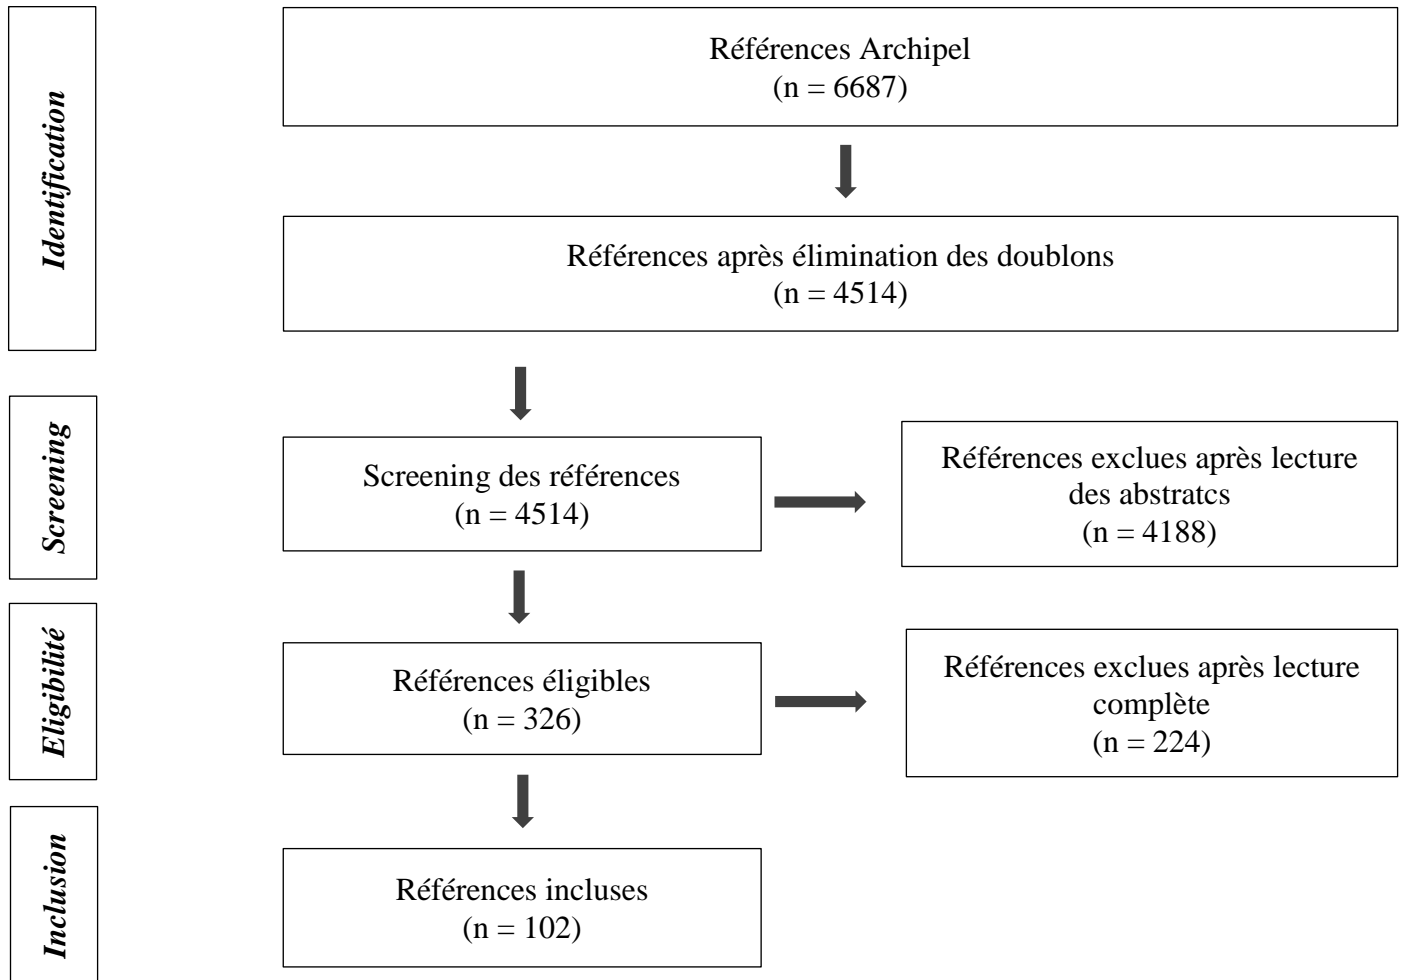 Identification
Références Archipel
(n = 6687)
Références après élimination des doublons
(n = 4514)
Screening
Screening des références
(n = 4514)
Références exclues après lecture
des abstratcs
(n = 4188)
Eligibilité
Références éligibles
(n = 326)
Références exclues après lecture
complète
(n = 224)
Inclusion
Références incluses
(n = 102)